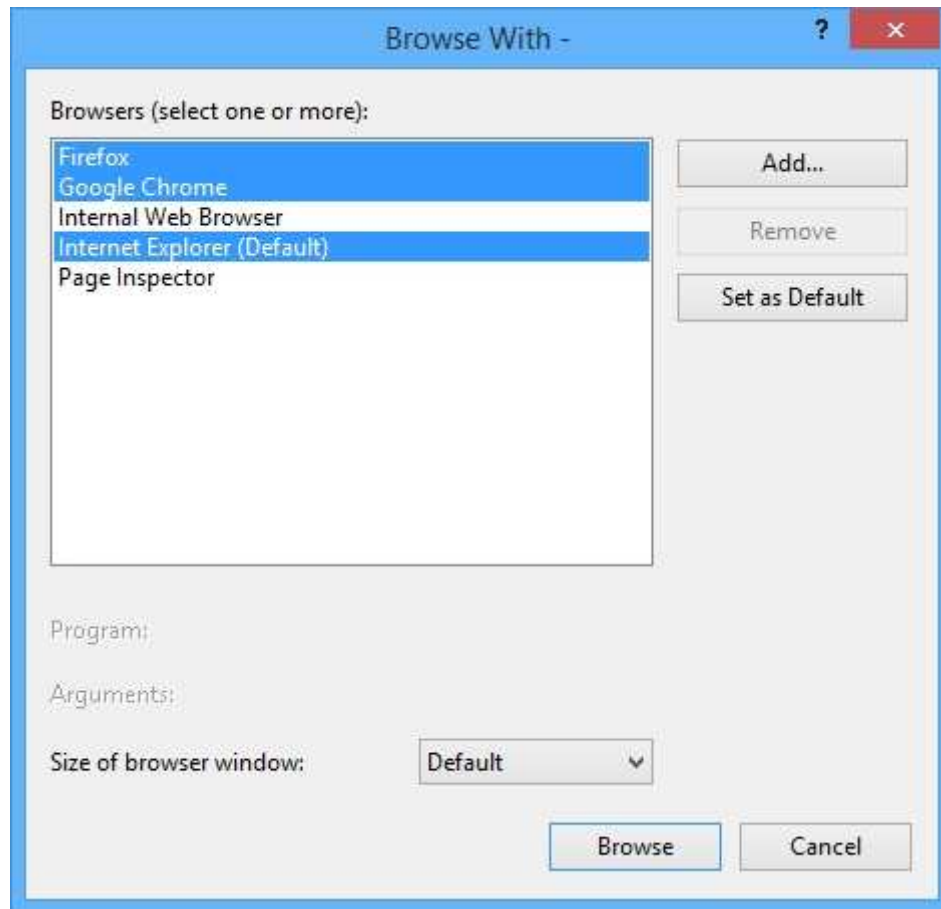 Browse With -
?
Browsers (select one or more):
Firefox
Google Chrome
Internal Web Browser
Internet Explorer (Default)
Page Inspector
Add...
Remove
Set as Default
Program:
Arguments:
Size of browser window: Default
Browse Cancel